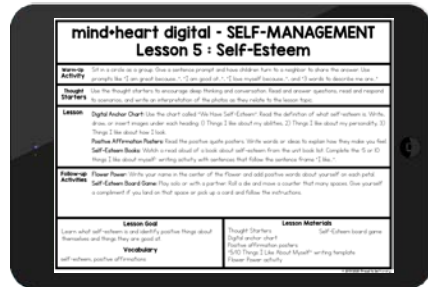 mind+heart digital - SELF-MANAGEMENT
Lesson 5 : Self-Esteem
Warm-Up
Activity
Sit in a circle as a group. Give a sentence prompt and have children turn to a neighbor to share the answer. Use
prompts like "I am great because...", "I am good at...", "I love myself because...", and "3 words to describe me are..."
Thought
Starters
Use the thought starters to encourage deep thinking and conversation. Read and answer questions, read and respond
to scenarios, and write an interpretation of the photos as they relate to the lesson topic.
Lesson
Digital Anchor Chart: Use the chart called "We Have Self-Esteem". Read the definition of what self-esteem is. Write,
draw, or insert images under each heading: 1) Things I like about my abilities, 2) Things I like about my personality, 3)
Things I like about how I look.
Positive Affirmation Posters: Read the positive quote posters. Write words or ideas to explain how they make you feel.
Self-Esteem Books: Watch a read aloud of a book about self-esteem from the unit book list. Complete the "5 or 10
things I like about myself" writing activity with sentences that follow the sentence frame "I like...".
Follow-up
Activities
Flower Power: Write your name in the center of the flower and add positive words about yourself on each petal.
Self-Esteem Board Game: Play solo or with a partner. Roll a die and move a counter that many spaces. Give yourself
a compliment if you land on that space or pick up a card and follow the instructions.
Lesson Goal
Learn what self-esteem is and identify positive things about
themselves and things they are good at.
Vocabulary
self-esteem, positive affirmations
Lesson Materials
Thought Starters
Digital anchor chart
Positive affirmation posters
"5/10 Things I Like About Myself" writing template
Flower Power activity
Self-Esteem board game